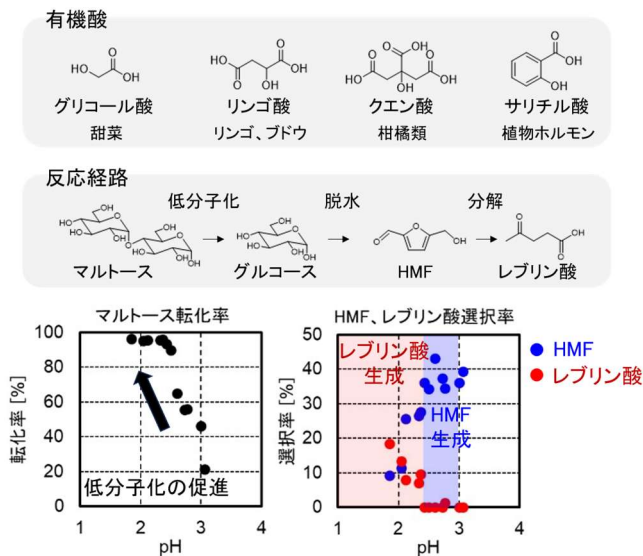 有機酸
グリコール酸
リンゴ酸
クエン酸
サリチル酸
甜菜
リンゴ、ブドウ
柑橘類
植物ホルモン
反応経路
低分子化
脱水
分解
マルトース
グルコース
HMF
レブリン酸
マルトース転化率
転化率 [%]
100
80
60
40
20
0
低分子化の促進
1 2 3 4
pH
HMF、レブリン酸選択率
選択率 [%]
50
40
30
20
10
0
レブリン酸
生成
HMF
生成
1 2 3 4
pH
HMF
レブリン酸